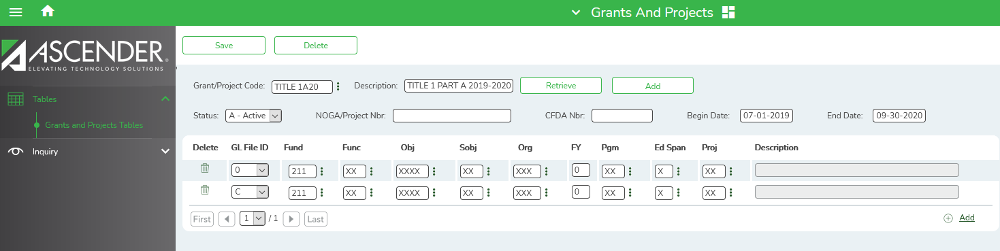 Grants And Projects
ASCENDER®
ELEVATING TECHNOLOGY SOLUTIONS
Tables
Grants and Projects Tables
Inquiry
Save Delete
Grant/Project Code: TITLE 1A20 Description: TITLE 1 PART A 2019-2020 Retrieve Add
Status: A - Active NOGA/Project Nbr: CFDA Nbr: Begin Date: 07-01-2019 End Date: 09-30-2020
Delete GL File ID Fund Func Obj Sobj Org FY Pgm Ed Span Proj Description
0 211 XX XXXX XX XXX 0 XX X XX
C 211 XX XXXX XX XXX 0 XX X XX
First 1 / 1 Last Add